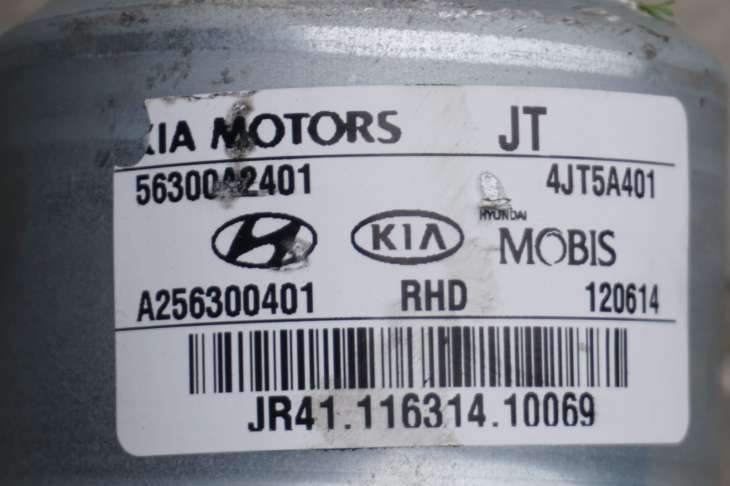 KIA MOTORS JT
56300A2401 4JT5A401
KIA HYUNDAI MOBIS
A256300401 RHD 120614
JR41.116314.10069